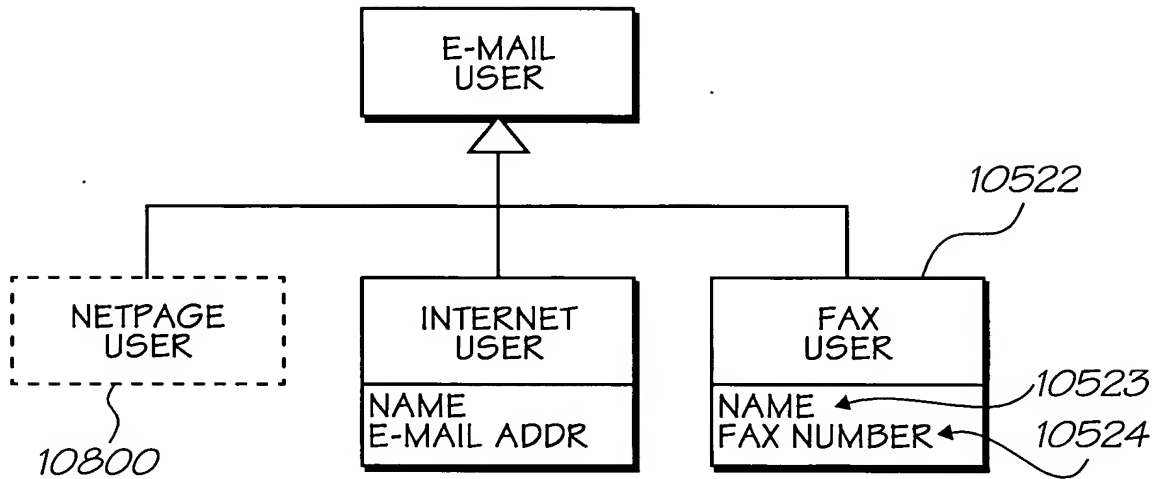 E-MAIL
USER
10522
NETPAGE
USER
INTERNET
USER
FAX
USER
NAME
E-MAIL ADDR
NAME
FAX NUMBER
10523
10524
10800